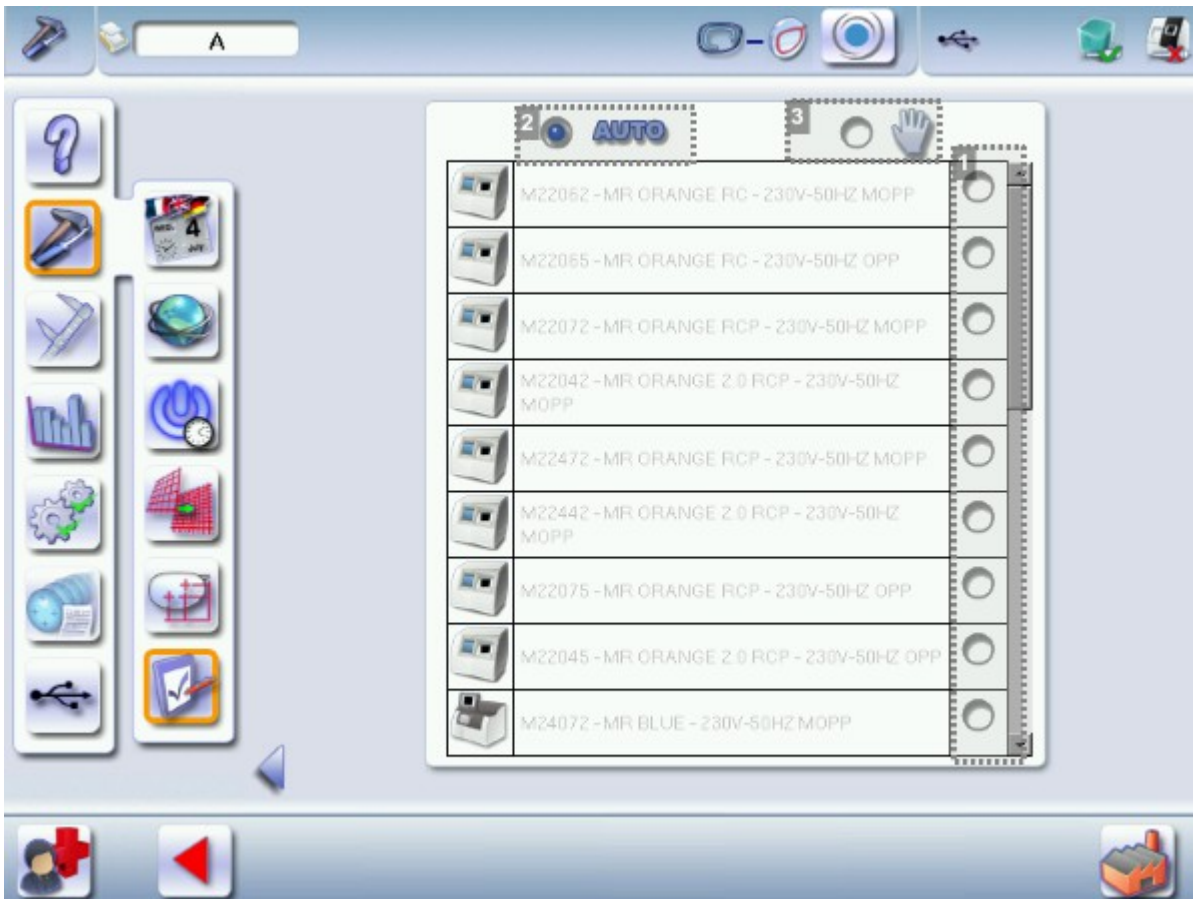 A
2 AUTO
3
1
M22062 - MR ORANGE RC - 230V-50HZ MOPP
M22065 - MR ORANGE RC - 230V-50HZ OPP
M22072 - MR ORANGE RCP - 230V-50HZ MOPP
M22042 - MR ORANGE 2.0 RCP - 230V-50HZ
MOPP
M22472 - MR ORANGE RCP - 230V-50HZ MOPP
M22442 - MR ORANGE 2.0 RCP - 230V-50HZ
MOPP
M22075 - MR ORANGE RCP - 230V-50HZ OPP
M22045 - MR ORANGE 2.0 RCP - 230V-50HZ OPP
M24072 - MR BLUE - 230V-50HZ MOPP
4